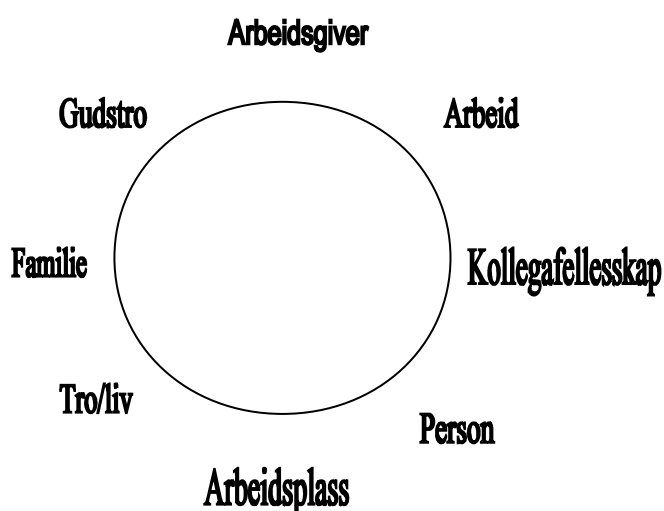 Arbeidsgiver
Gudstro
Arbeid
Familie
Kollegafellesskap
Tro/liv
Person
Arbeidsplass